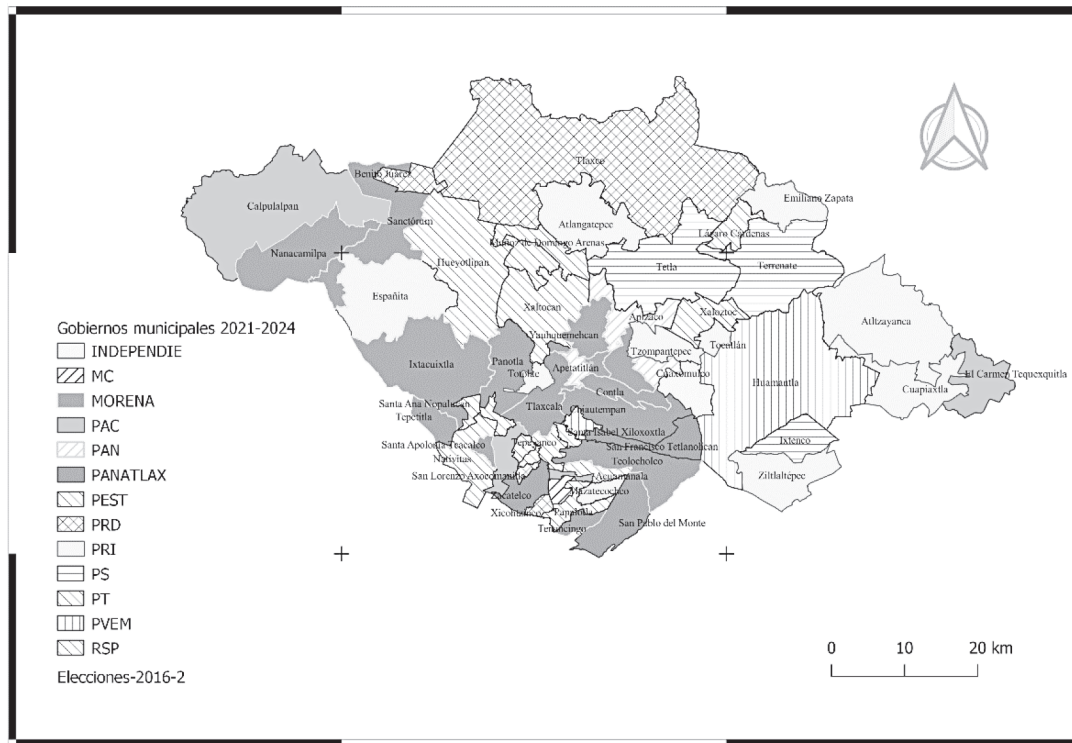 Tlaxco
Benito Juárez
Calpulalpan
Sanctórum
Emiliano Zapata
Atlangatepec
Lázaro Cárdenas
Muñoz de Domingo Arenas
Nanacamilpa
Hueyotlipan
Tetla
Terrenate
Españita
Xaltocan
Apizaco
Xaloztoc
Atltzayanca
Yauhquemehcan
Tocatlán
Tzompantepec
Ixtacuixtla
Panotla
Totolac
Apetatitlán
Cuaxomulco
El Carmen Tequexquitla
Huamantla
Cuapiaxtla
Contla
Santa Ana Nopalucan
Tlaxcala
Chiautempan
Tepetitla
Santa Isabel Xiloxoxtla
Ixtenco
Santa Apolonia Teacalco
Tepeyanco
San Francisco Tetlanolican
Nativitas
Teolocholco
San Lorenzo Axocomanitla
Acuamanala
Ziltlaltépec
Zacatelco
Mazatecochco
Xicohtzinco
Papalotla
San Pablo del Monte
Tenancingo
Gobiernos municipales 2021-2024
INDEPENDIE
MC
MORENA
PAC
PAN
PANATLAX
PEST
PRD
PRI
PS
PT
PVEM
RSP
Elecciones-2016-2
0 10 20 km